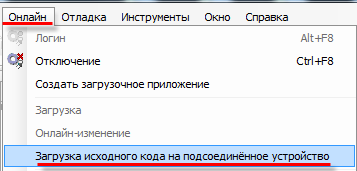 Онлайн Отладка Инструменты Окно Справка
Логин Alt+F8
Отключение Ctrl+F8
Создать загрузочное приложение
Загрузка
Онлайн-изменение
Загрузка исходного кода на подсоединённое устройство